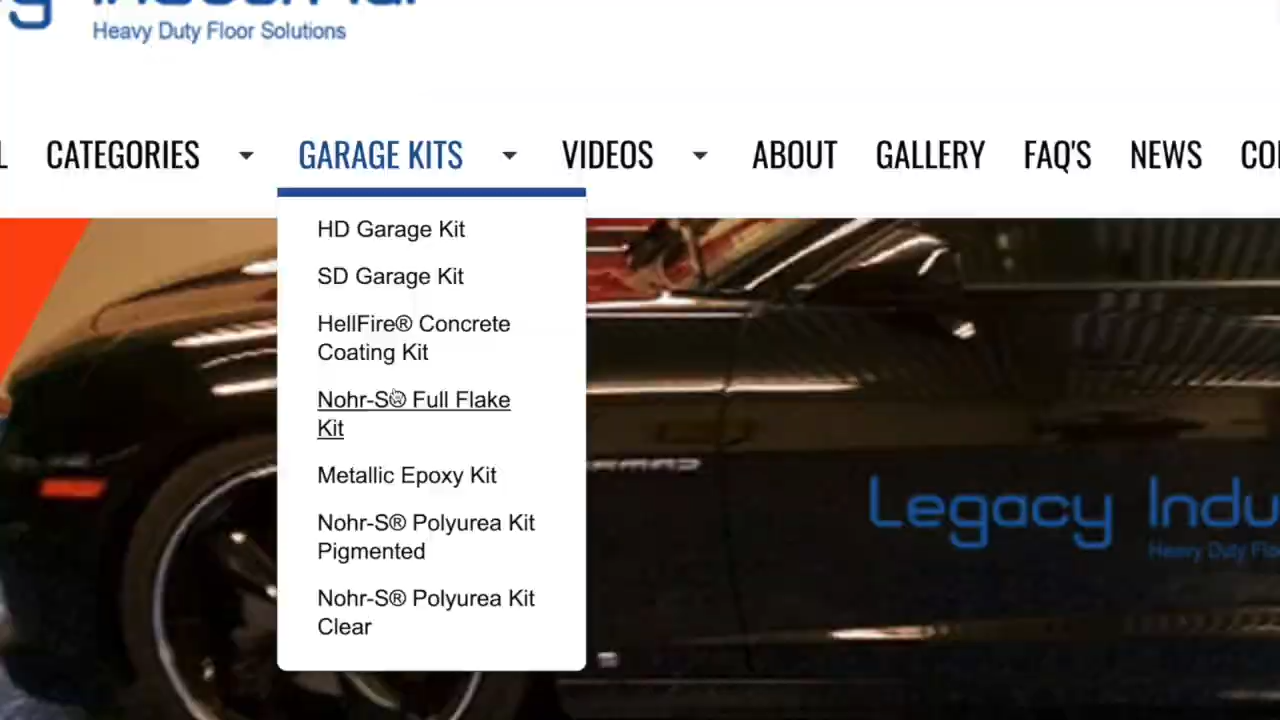 Heavy Duty Floor Solutions
CATEGORIES GARAGE KITS VIDEOS ABOUT GALLERY FAQ'S NEWS
HD Garage Kit
SD Garage Kit
HellFire® Concrete
Coating Kit
Nohr-S® Full Flake
Kit
Metallic Epoxy Kit
Nohr-S® Polyurea Kit
Pigmented
Nohr-S® Polyurea Kit
Clear
Legacy Indu
Heavy Duty Flo